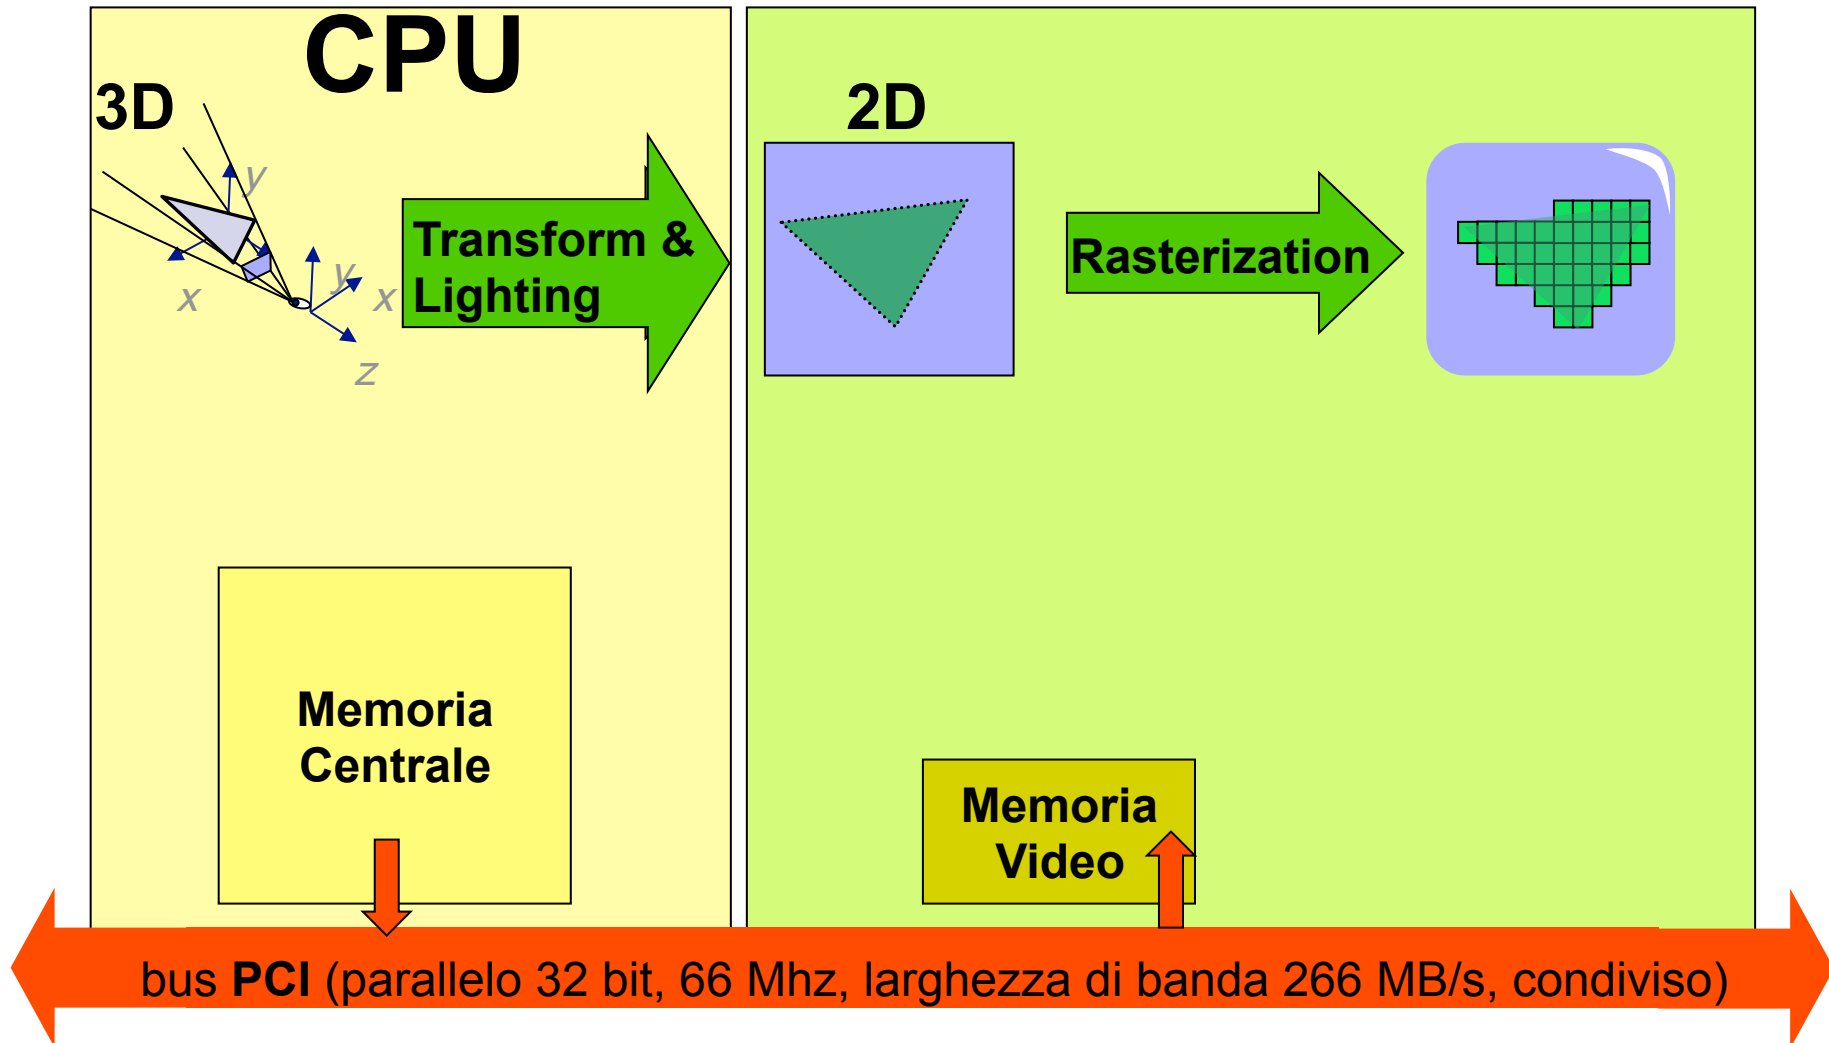 CPU
3D
2D
y
x
y
x
z
Transform &
Lighting
Rasterization
Memoria
Centrale
Memoria
Video
bus PCI (parallelo 32 bit, 66 Mhz, larghezza di banda 266 MB/s, condiviso)